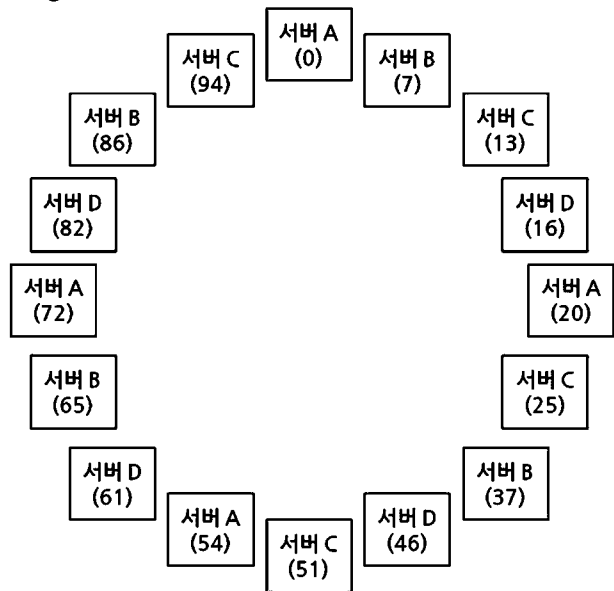 서버 A
(0)
서버 B
(7)
서버 C
(13)
서버 D
(16)
서버 A
(20)
서버 C
(25)
서버 B
(37)
서버 D
(46)
서버 C
(51)
서버 A
(54)
서버 D
(61)
서버 B
(65)
서버 A
(72)
서버 D
(82)
서버 B
(86)
서버 C
(94)